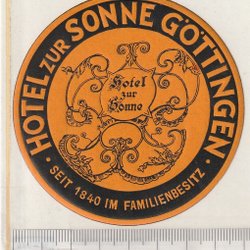 HOTEL ZUR SONNE GÖTTINGEN
Hotel
zur
Sonne
· SEIT 1840 IM FAMILIENBESITZ ·